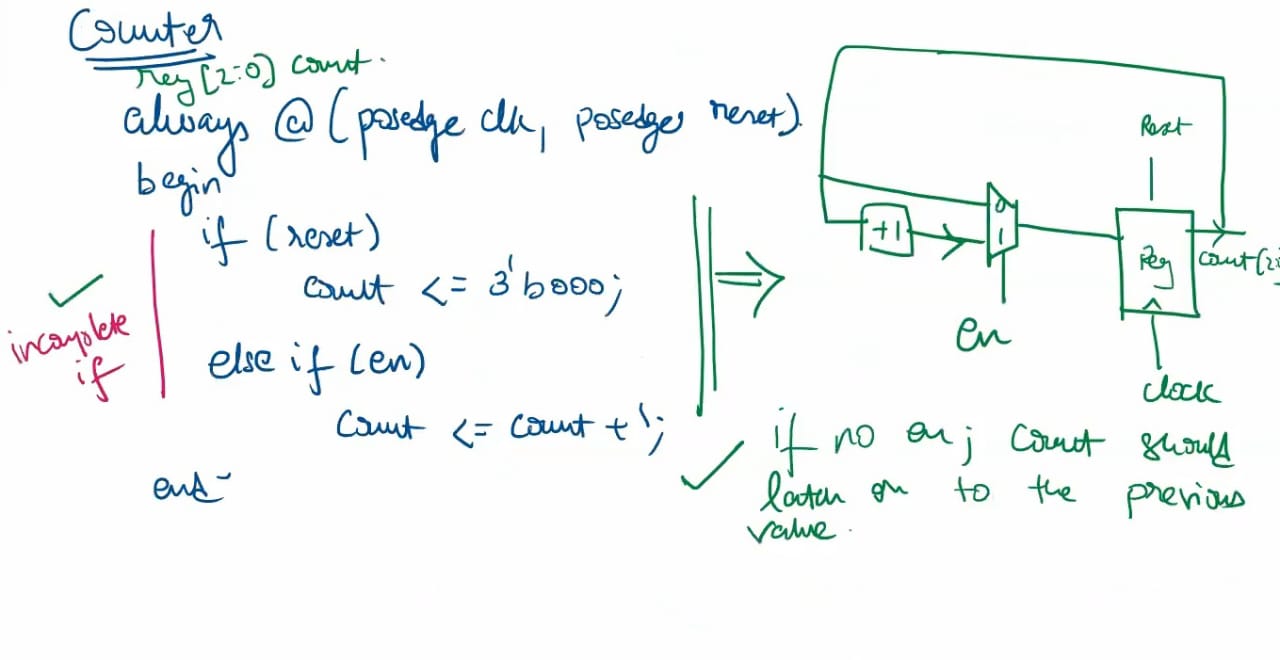 Counter
reg [2:0] count.
always @ (posedge clk, posedge reset).
begin
if (reset)
count <= 3'b000;
else if (en)
count <= count + 1;
end
incomplete
if
Reset
+1
0
1
Reg
count[2:
en
clock
if no en; count should
latch on to the previous
value.